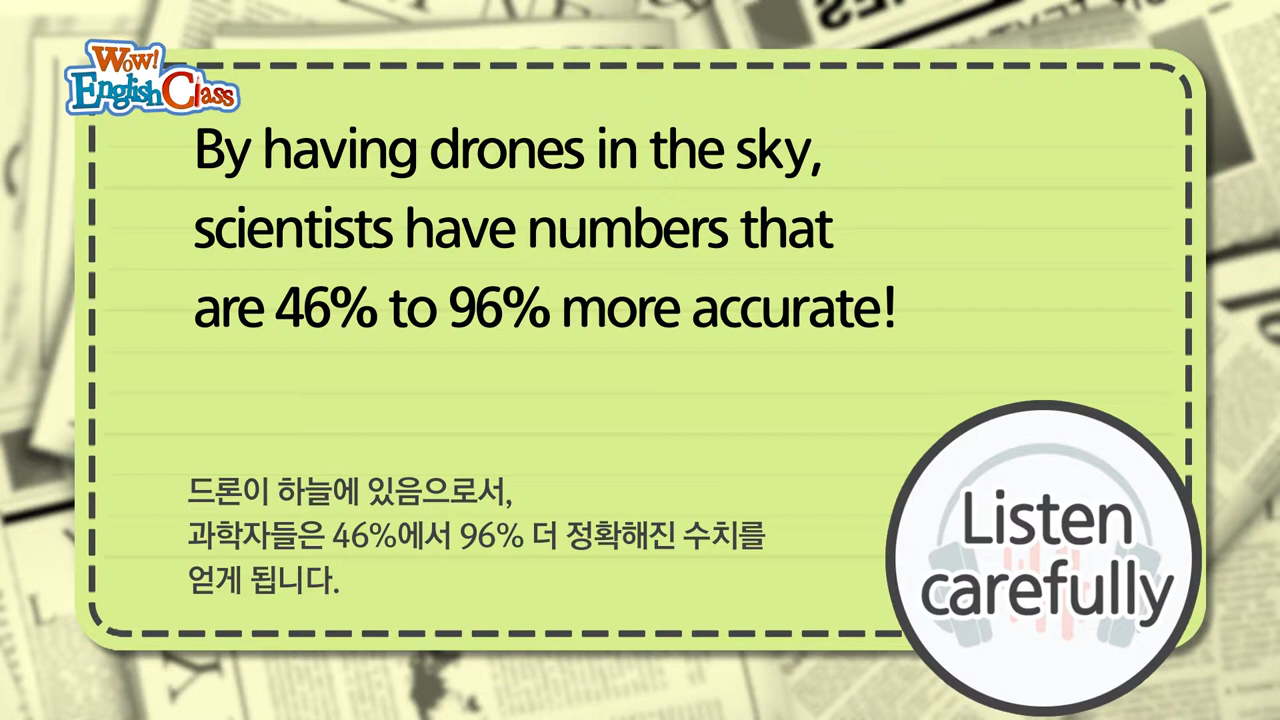 Wow!
English Class
By having drones in the sky,
scientists have numbers that
are 46% to 96% more accurate!
드론이 하늘에 있음으로서,
과학자들은 46%에서 96% 더 정확해진 수치를
얻게 됩니다.
Listen
carefully